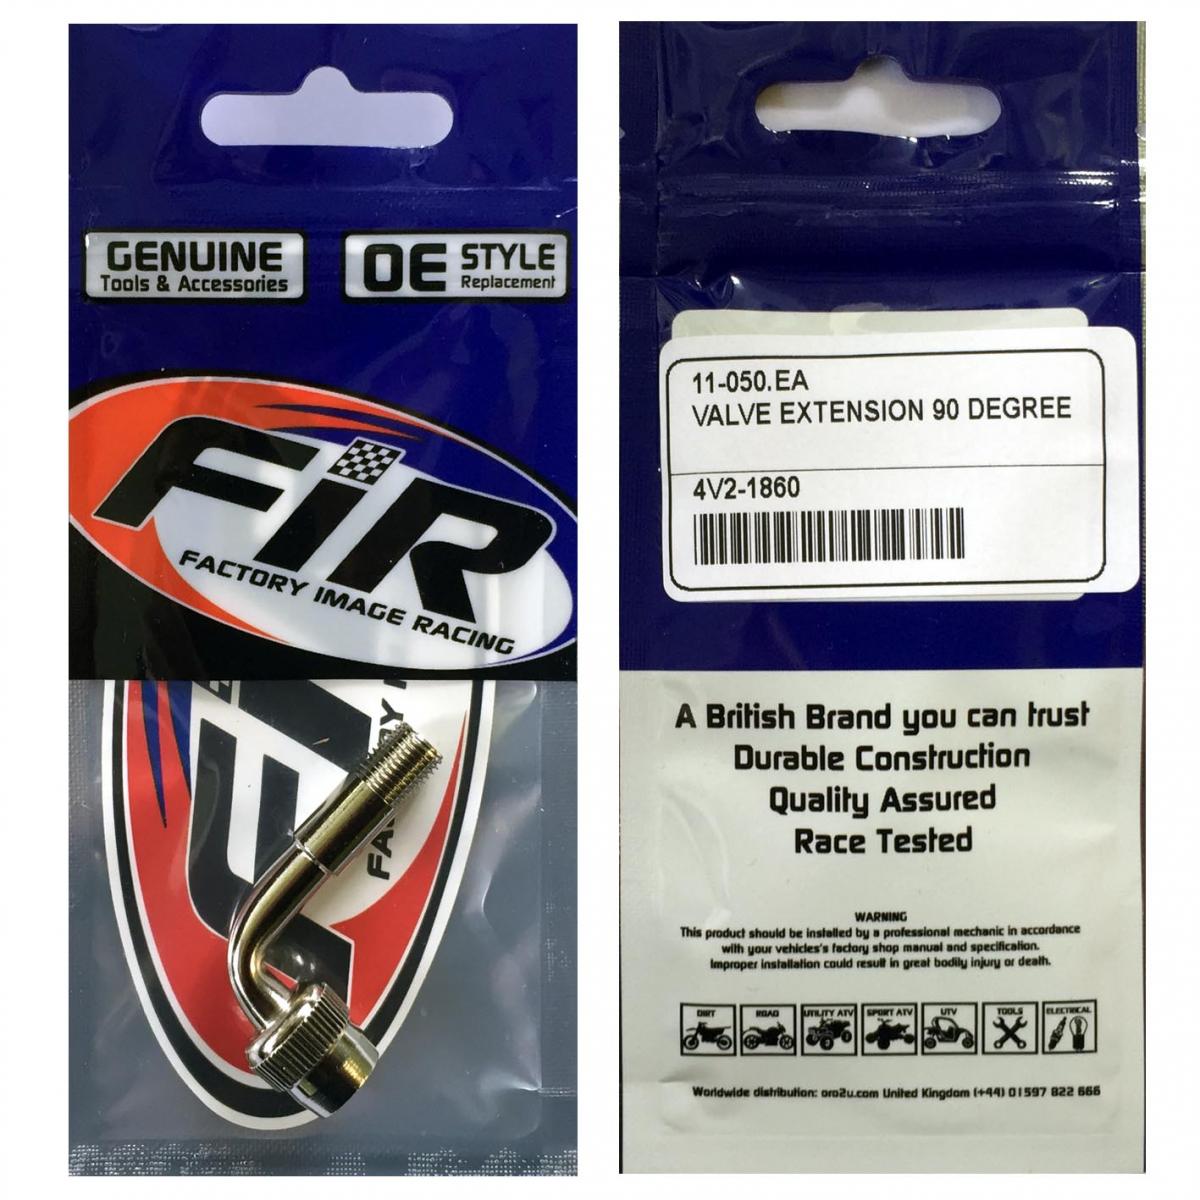 GENUINE
Tools & Accessories
OE STYLE
Replacement
FiR
FACTORY IMAGE RACING
11-050.EA
VALVE EXTENSION 90 DEGREE
4V2-1860
A British Brand you can trust
Durable Construction
Quality Assured
Race Tested
WARNING
This product should be installed by a professional mechanic in accordance
with your vehicles's factory shop manual and specification.
Improper installation could result in great bodily injury or death.
DIRT ROAD UTILITY ATV SPORT ATV UTV TOOLS ELECTRICAL
Worldwide distribution: oro2u.com United Kingdom (+44) 01597 822 666